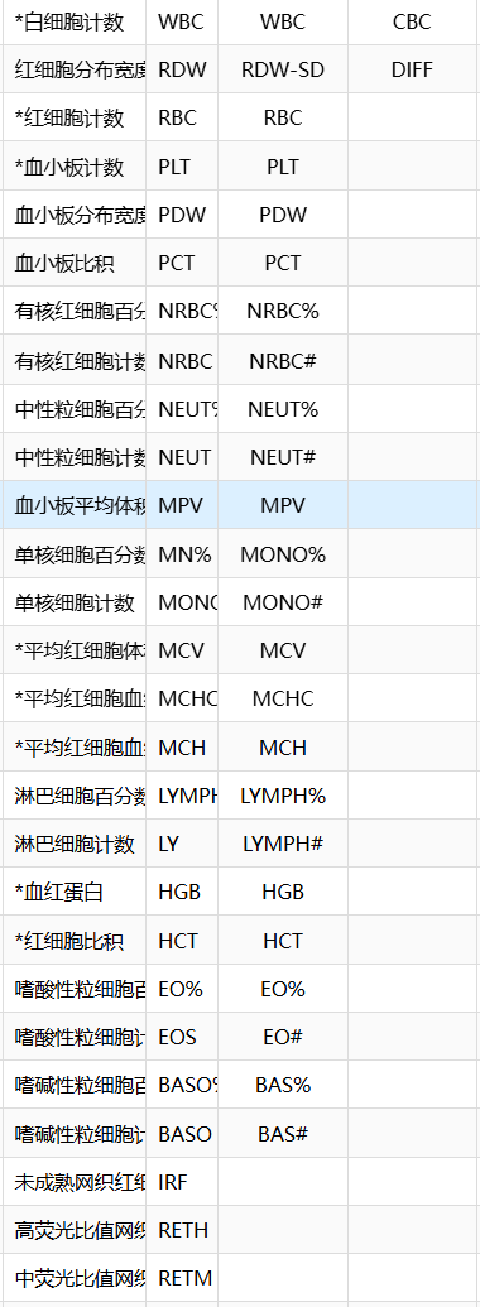 *白细胞计数 WBC WBC CBC
红细胞分布宽度 RDW RDW-SD DIFF
*红细胞计数 RBC RBC
*血小板计数 PLT PLT
血小板分布宽度 PDW PDW
血小板比积 PCT PCT
有核红细胞百分 NRBC% NRBC%
有核红细胞计数 NRBC NRBC#
中性粒细胞百分 NEUT% NEUT%
中性粒细胞计数 NEUT NEUT#
血小板平均体积 MPV MPV
单核细胞百分数 MN% MONO%
单核细胞计数 MONO MONO#
*平均红细胞体 MCV MCV
*平均红细胞血 MCHC MCHC
*平均红细胞血 MCH MCH
淋巴细胞百分数 LYMPH LYMPH%
淋巴细胞计数 LY LYMPH#
*血红蛋白 HGB HGB
*红细胞比积 HCT HCT
嗜酸性粒细胞百 EO% EO%
嗜酸性粒细胞计 EOS EO#
嗜碱性粒细胞百 BASO% BAS%
嗜碱性粒细胞计 BASO BAS#
未成熟网织红细 IRF
高荧光比值网织 RETH
中荧光比值网织 RETM